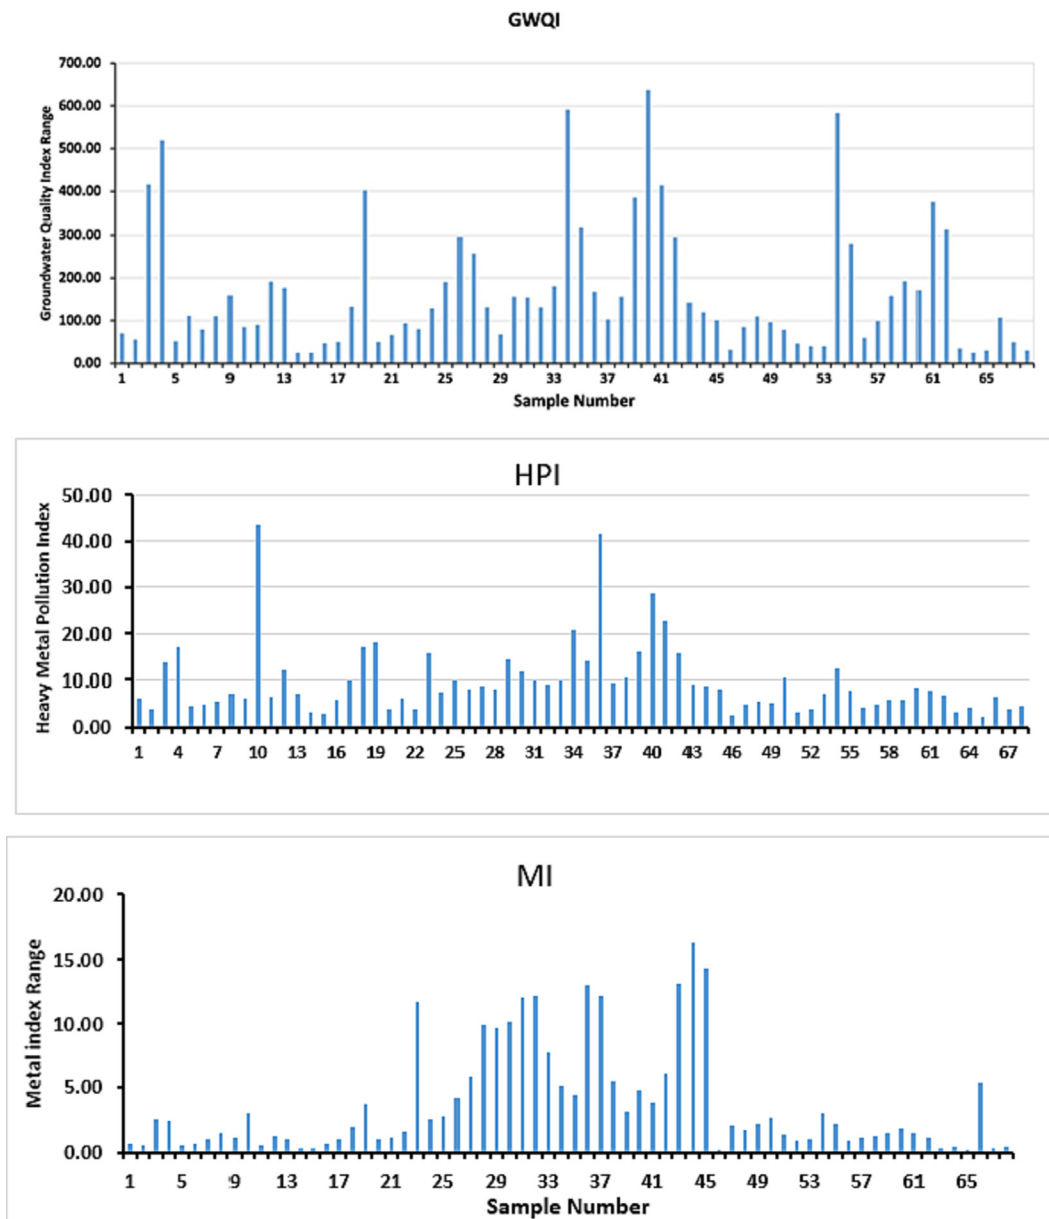 GWQI
Groundwater Quality Index Range
700.00
600.00
500.00
400.00
300.00
200.00
100.00
0.00
1 5 9 13 17 21 25 29 33 37 41 45 49 53 57 61 65
Sample Number
HPI
Heavy Metal Pollution Index
50.00
40.00
30.00
20.00
10.00
0.00
1 4 7 10 13 16 19 22 25 28 31 34 37 40 43 46 49 52 55 58 61 64 67
MI
Metal index Range
20.00
15.00
10.00
5.00
0.00
1 5 9 13 17 21 25 29 33 37 41 45 49 53 57 61 65
Sample Number